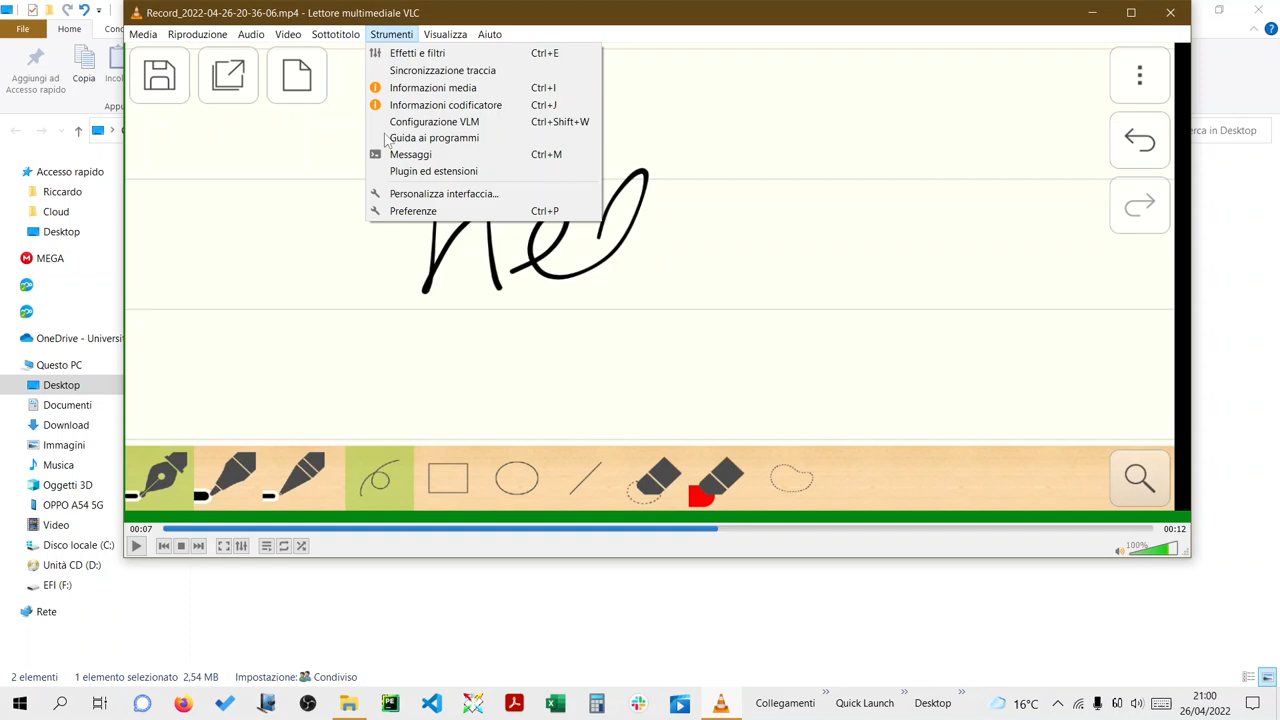 File
Home
Cond
Aggiungi ad
Accesso rapido
Copia
Incol
Appu
erca in Desktop
Accesso rapido
Riccardo
Cloud
Desktop
MEGA
OneDrive - Universi
Questo PC
Desktop
Documenti
Download
Immagini
Musica
Oggetti 3D
OPPO A54 5G
Video
Disco locale (C:)
Unità CD (D:)
EFI (F:)
Rete
2 elementi 1 elemento selezionato 2,54 MB Impostazione: Condiviso
Record_2022-04-26-20-36-06.mp4 - Lettore multimediale VLC
Media Riproduzione Audio Video Sottotitolo Strumenti Visualizza Aiuto
Effetti e filtri Ctrl+E
Sincronizzazione traccia
Informazioni media Ctrl+I
Informazioni codificatore Ctrl+J
Configurazione VLM Ctrl+Shift+W
Guida ai programmi
Messaggi Ctrl+M
Plugin ed estensioni
Personalizza interfaccia...
Preferenze Ctrl+P
00:07 00:12
100%
Collegamenti Quick Launch Desktop 16°C 60 21:00
26/04/2022